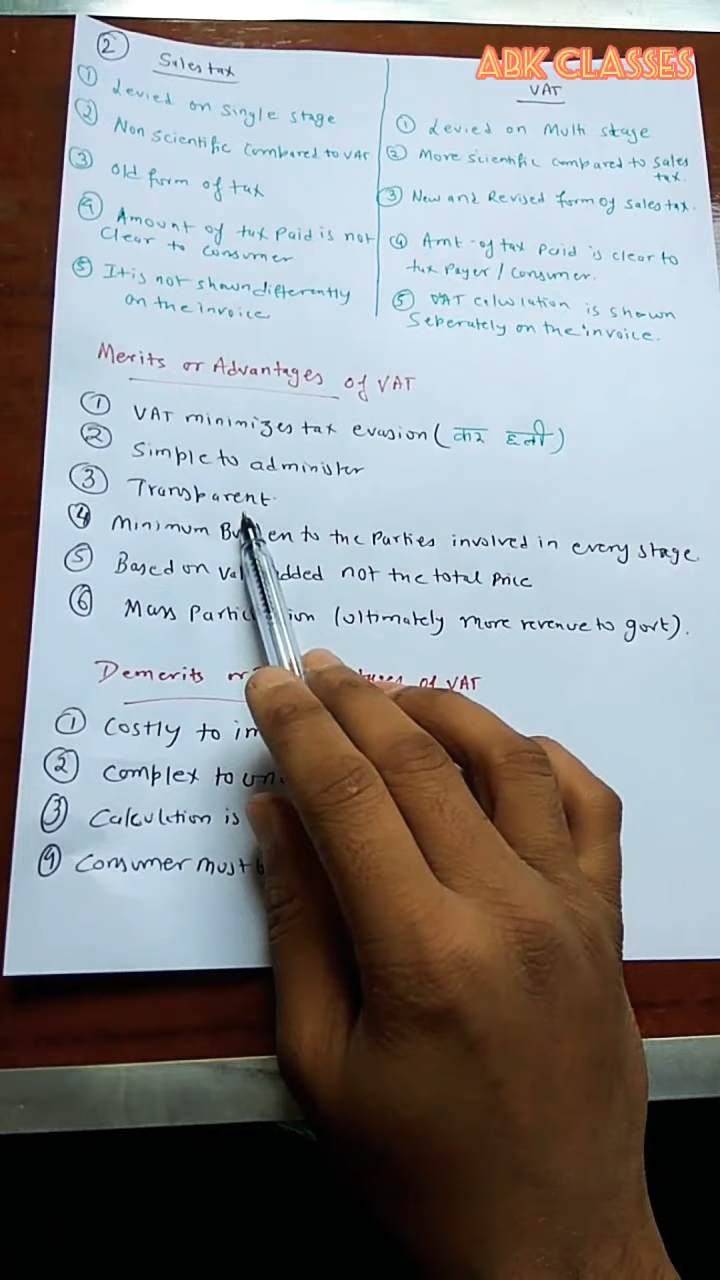 ABK CLASSES
②
Sales tax
① Levied on single stage
② Non scientific compared to VAT
③ Old form of tax
④ Amount of tax paid is not
clear to consumer
⑤ It is not shown differently
on the invoice
VAT
① Levied on Multi stage
② More scientific compared to sales
tax.
③ New and Revised form of sales tax.
④ Amt. of tax paid is clear to
tax payer / consumer.
⑤ VAT calculation is shown
Seperately on the invoice.
Merits or Advantages of VAT
① VAT minimizes tax evasion (कर छली)
② Simple to administer
③ Transparent.
④ Minimum to the Parties involved in every stage
⑤ Based on not the total Price
⑥ Mass (Ultimately more revenue to govt).
Demerits of VAT
① Costly to
② Complex to
③ Calculation is
④ Consumer must